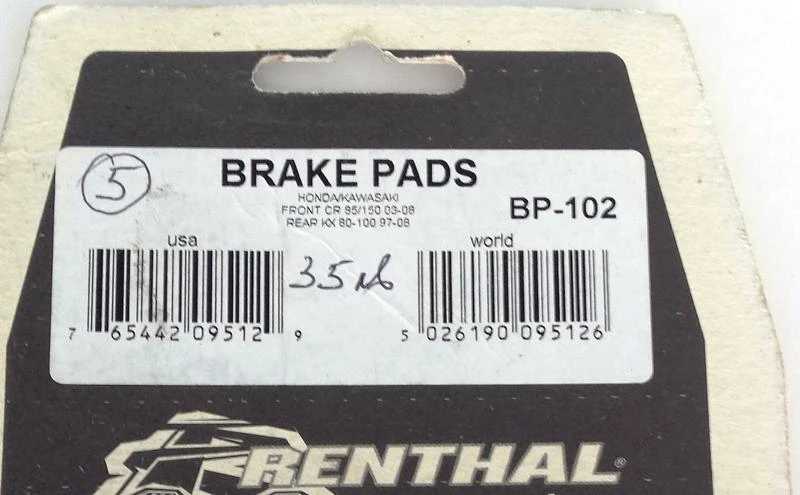 5
BRAKE PADS
HONDA/KAWASAKI
FRONT CR 85/150 03-08
REAR KX 80-100 97-08
BP-102
usa
world
35
7 65442 09512 9
5 026190 095126
RENTHAL®